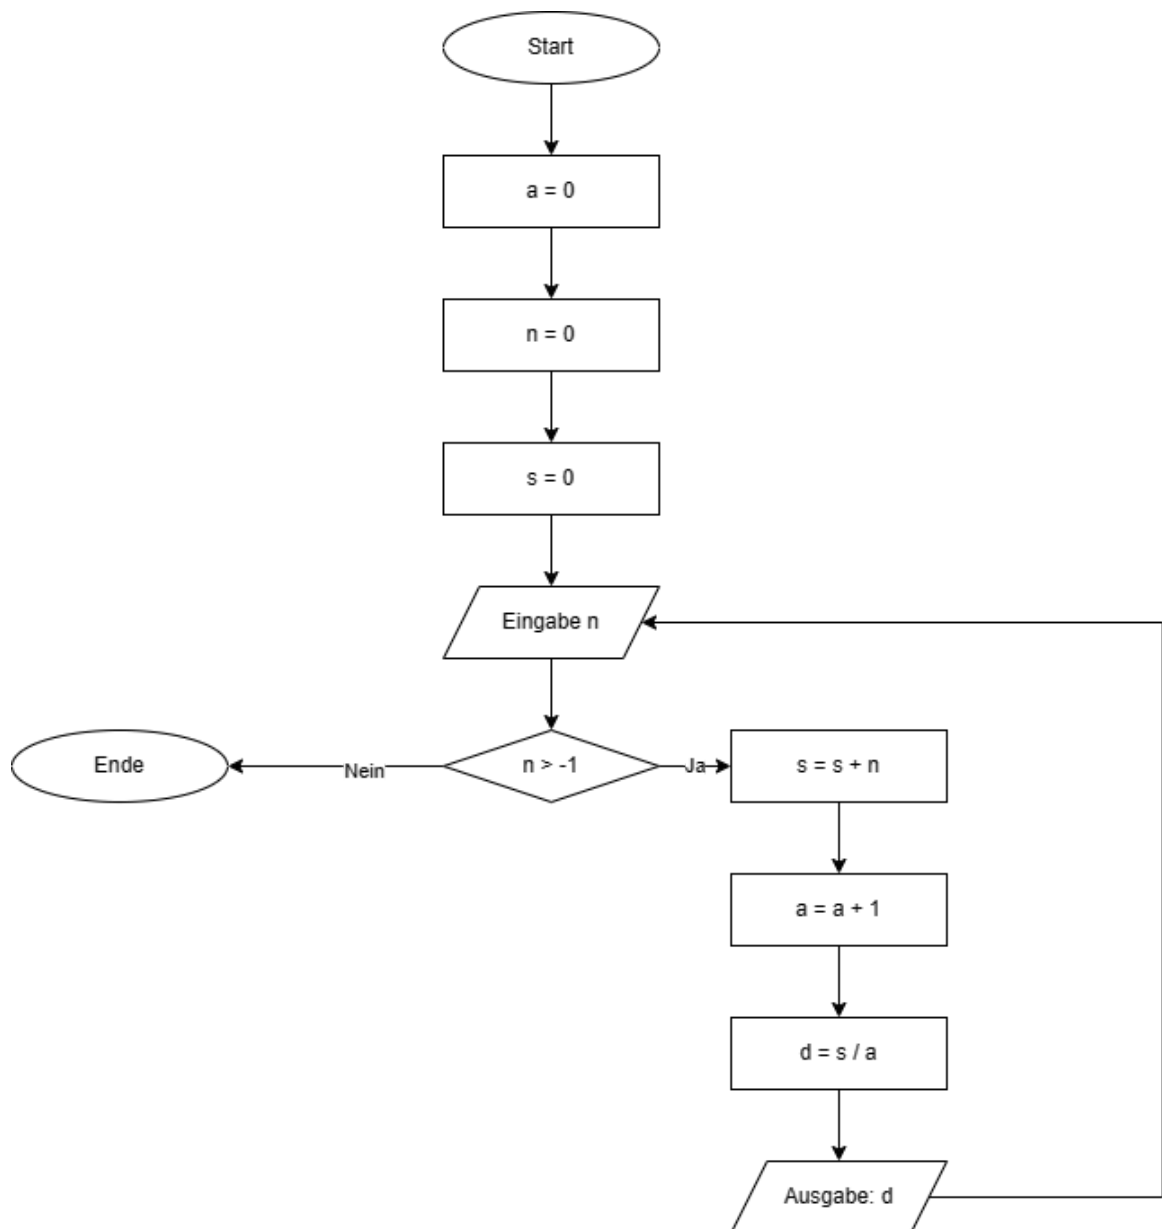 Start
a = 0
n = 0
s = 0
Eingabe n
Ende
Nein
n > -1
Ja
s = s + n
a = a + 1
d = s / a
Ausgabe: d